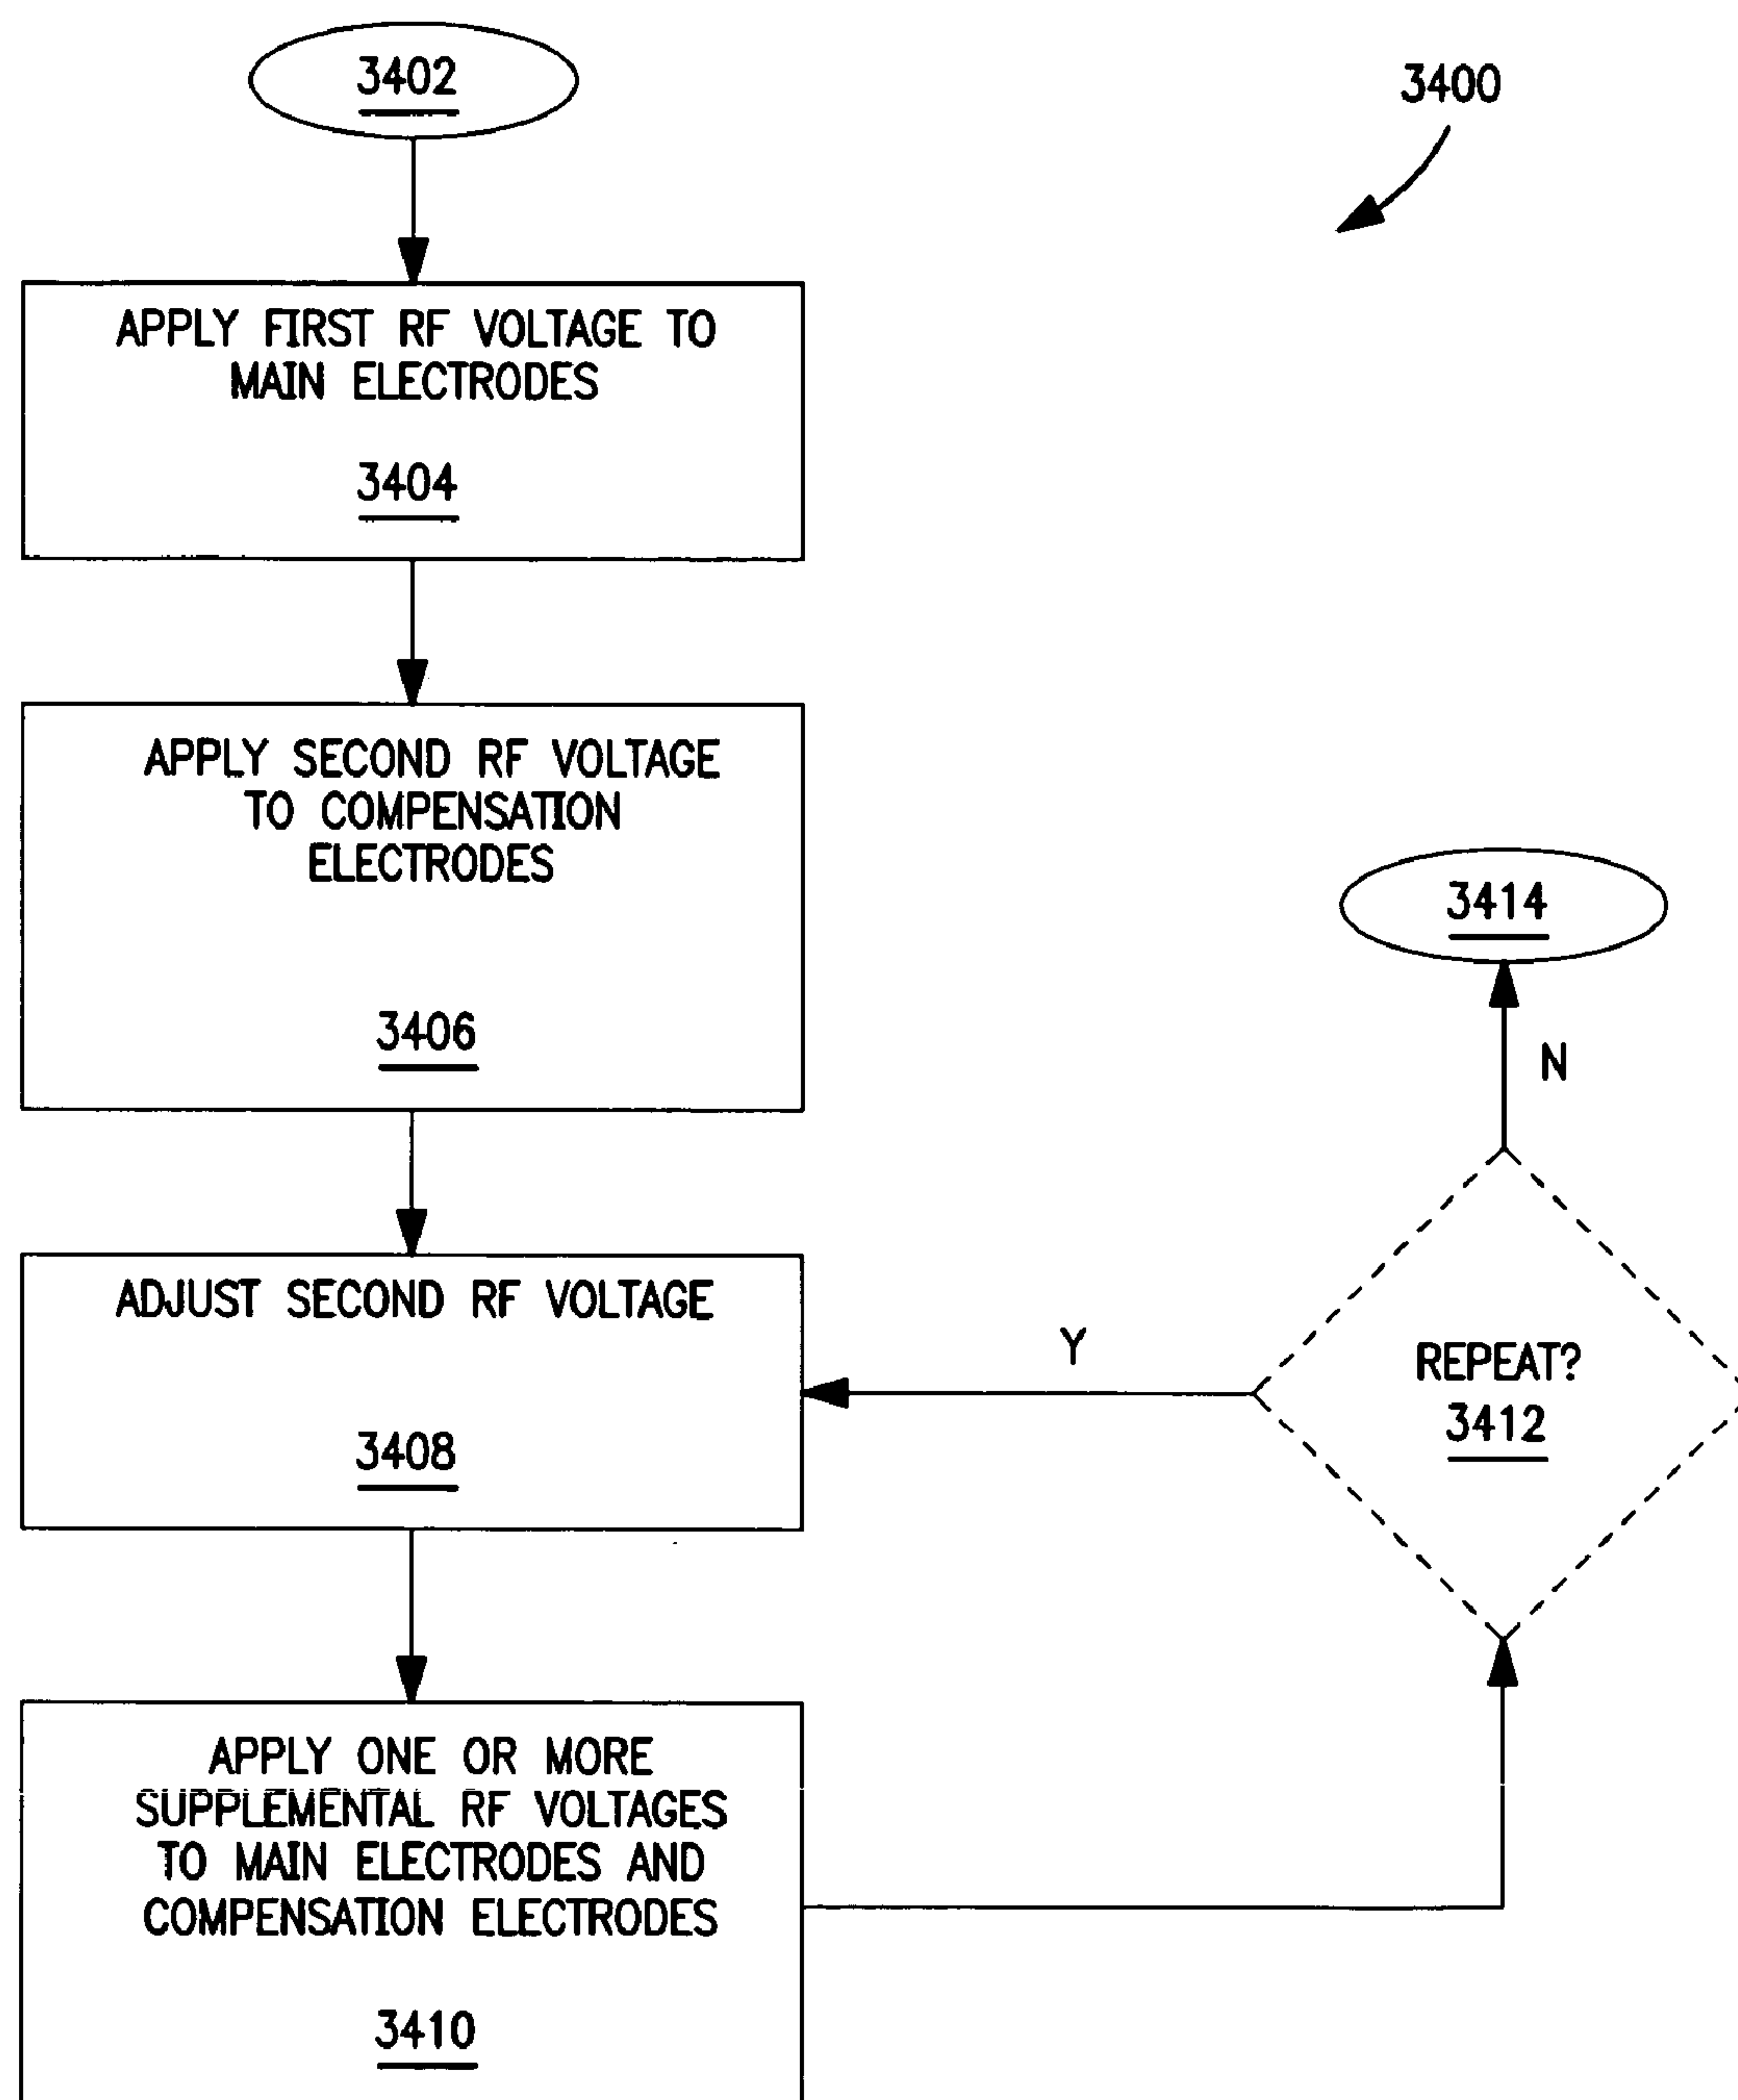 3402
3400
APPLY FIRST RF VOLTAGE TO
MAIN ELECTRODES
3404
APPLY SECOND RF VOLTAGE
TO COMPENSATION
ELECTRODES
3406
ADJUST SECOND RF VOLTAGE
3408
APPLY ONE OR MORE
SUPPLEMENTAL RF VOLTAGES
TO MAIN ELECTRODES AND
COMPENSATION ELECTRODES
3410
REPEAT?
3412
Y
N
3414